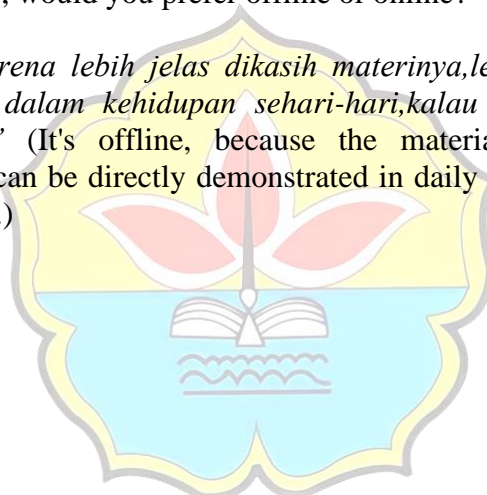 , would you prefer offline or online?
rena lebih jelas dikasih materinya,le
dalam kehidupan sehari-hari,kalau
” (It's offline, because the materia
can be directly demonstrated in daily
.)